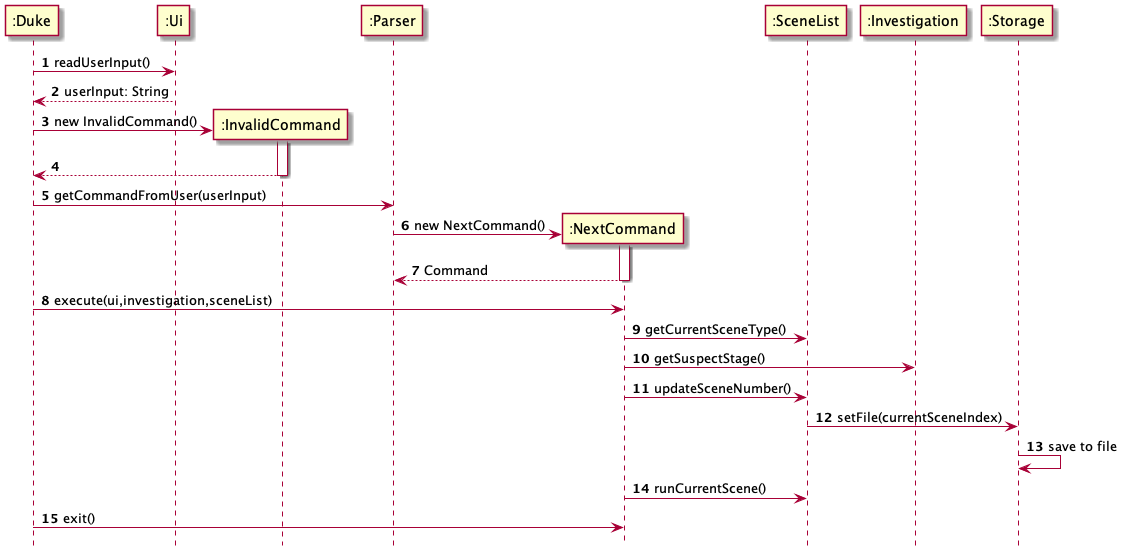 :Duke :Ui :Parser :SceneList :Investigation :Storage
1 readUserInput()
2 userInput: String
:InvalidCommand
3 new InvalidCommand()
4
5 getCommandFromUser(userInput)
:NextCommand
6 new NextCommand()
7 Command
8 execute(ui,investigation,sceneList)
9 getCurrentSceneType()
10 getSuspectStage()
11 updateSceneNumber()
12 setFile(currentSceneIndex)
13 save to file
14 runCurrentScene()
15 exit()